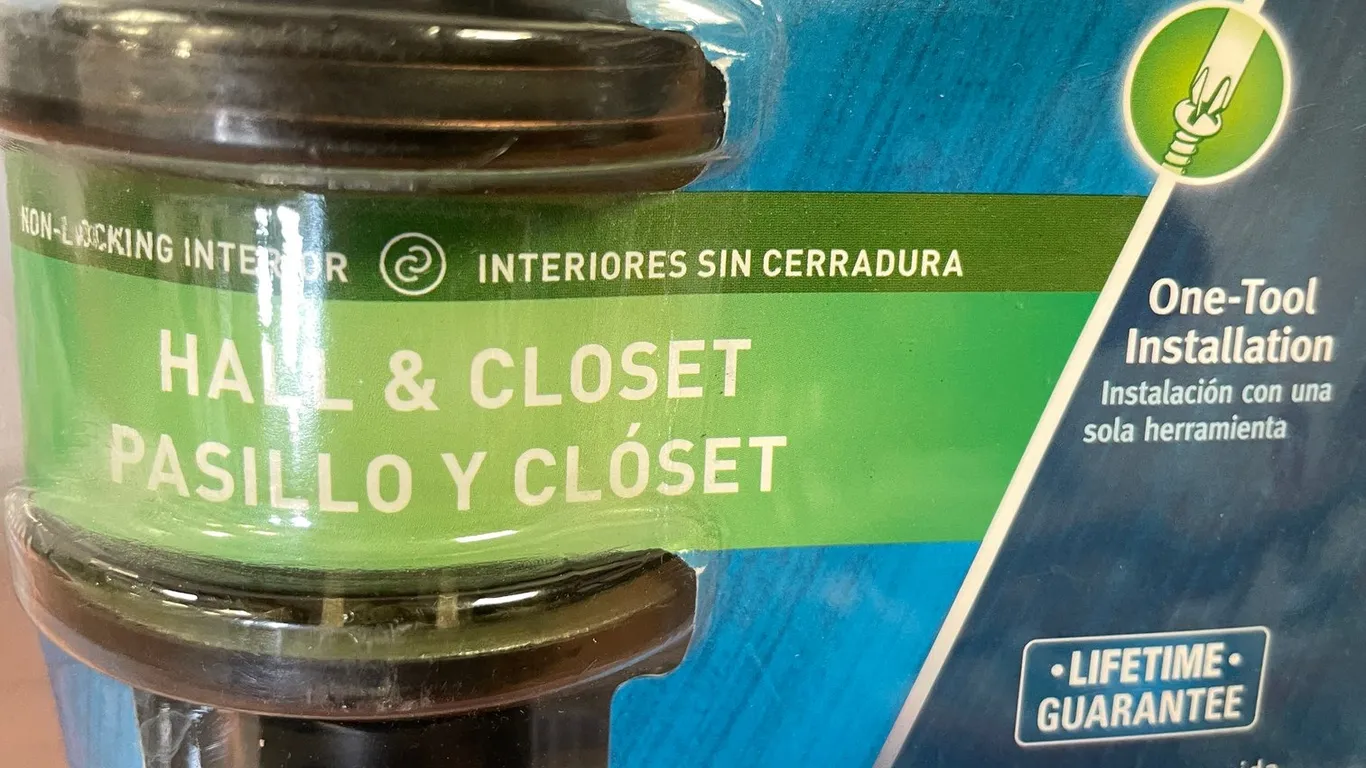 NON-LOCKING INTERIOR
INTERIORES SIN CERRADURA
HALL & CLOSET
PASILLO Y CLÓSET
One-Tool
Installation
Instalación con una
sola herramienta
• LIFETIME •
GUARANTEE